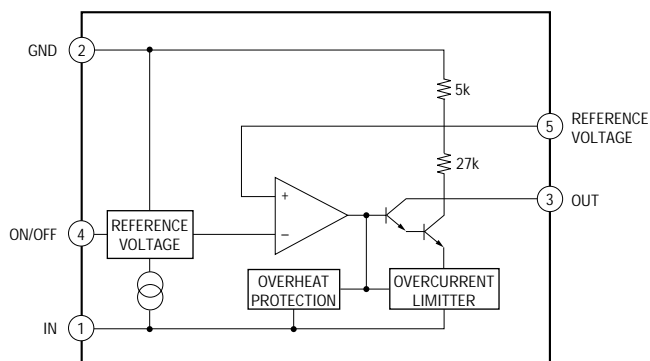 GND 2
5k
5 REFERENCE
VOLTAGE
27k
+
3 OUT
ON/OFF 4
REFERENCE
VOLTAGE
−
OVERHEAT
PROTECTION
OVERCURRENT
LIMITTER
IN 1